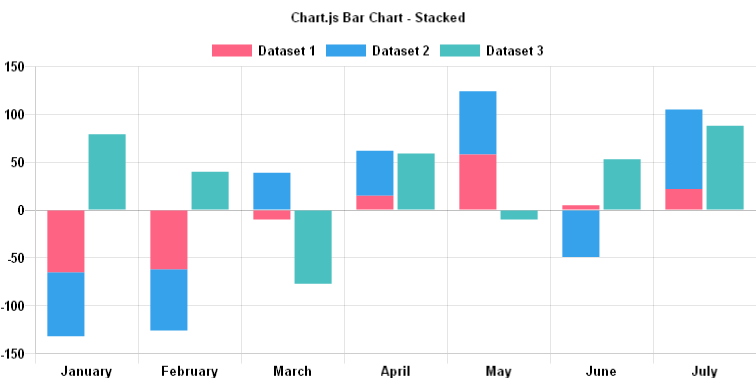 Chart.js Bar Chart - Stacked
Dataset 1 Dataset 2 Dataset 3
150
100
50
0
-50
-100
-150
January February March April May June July